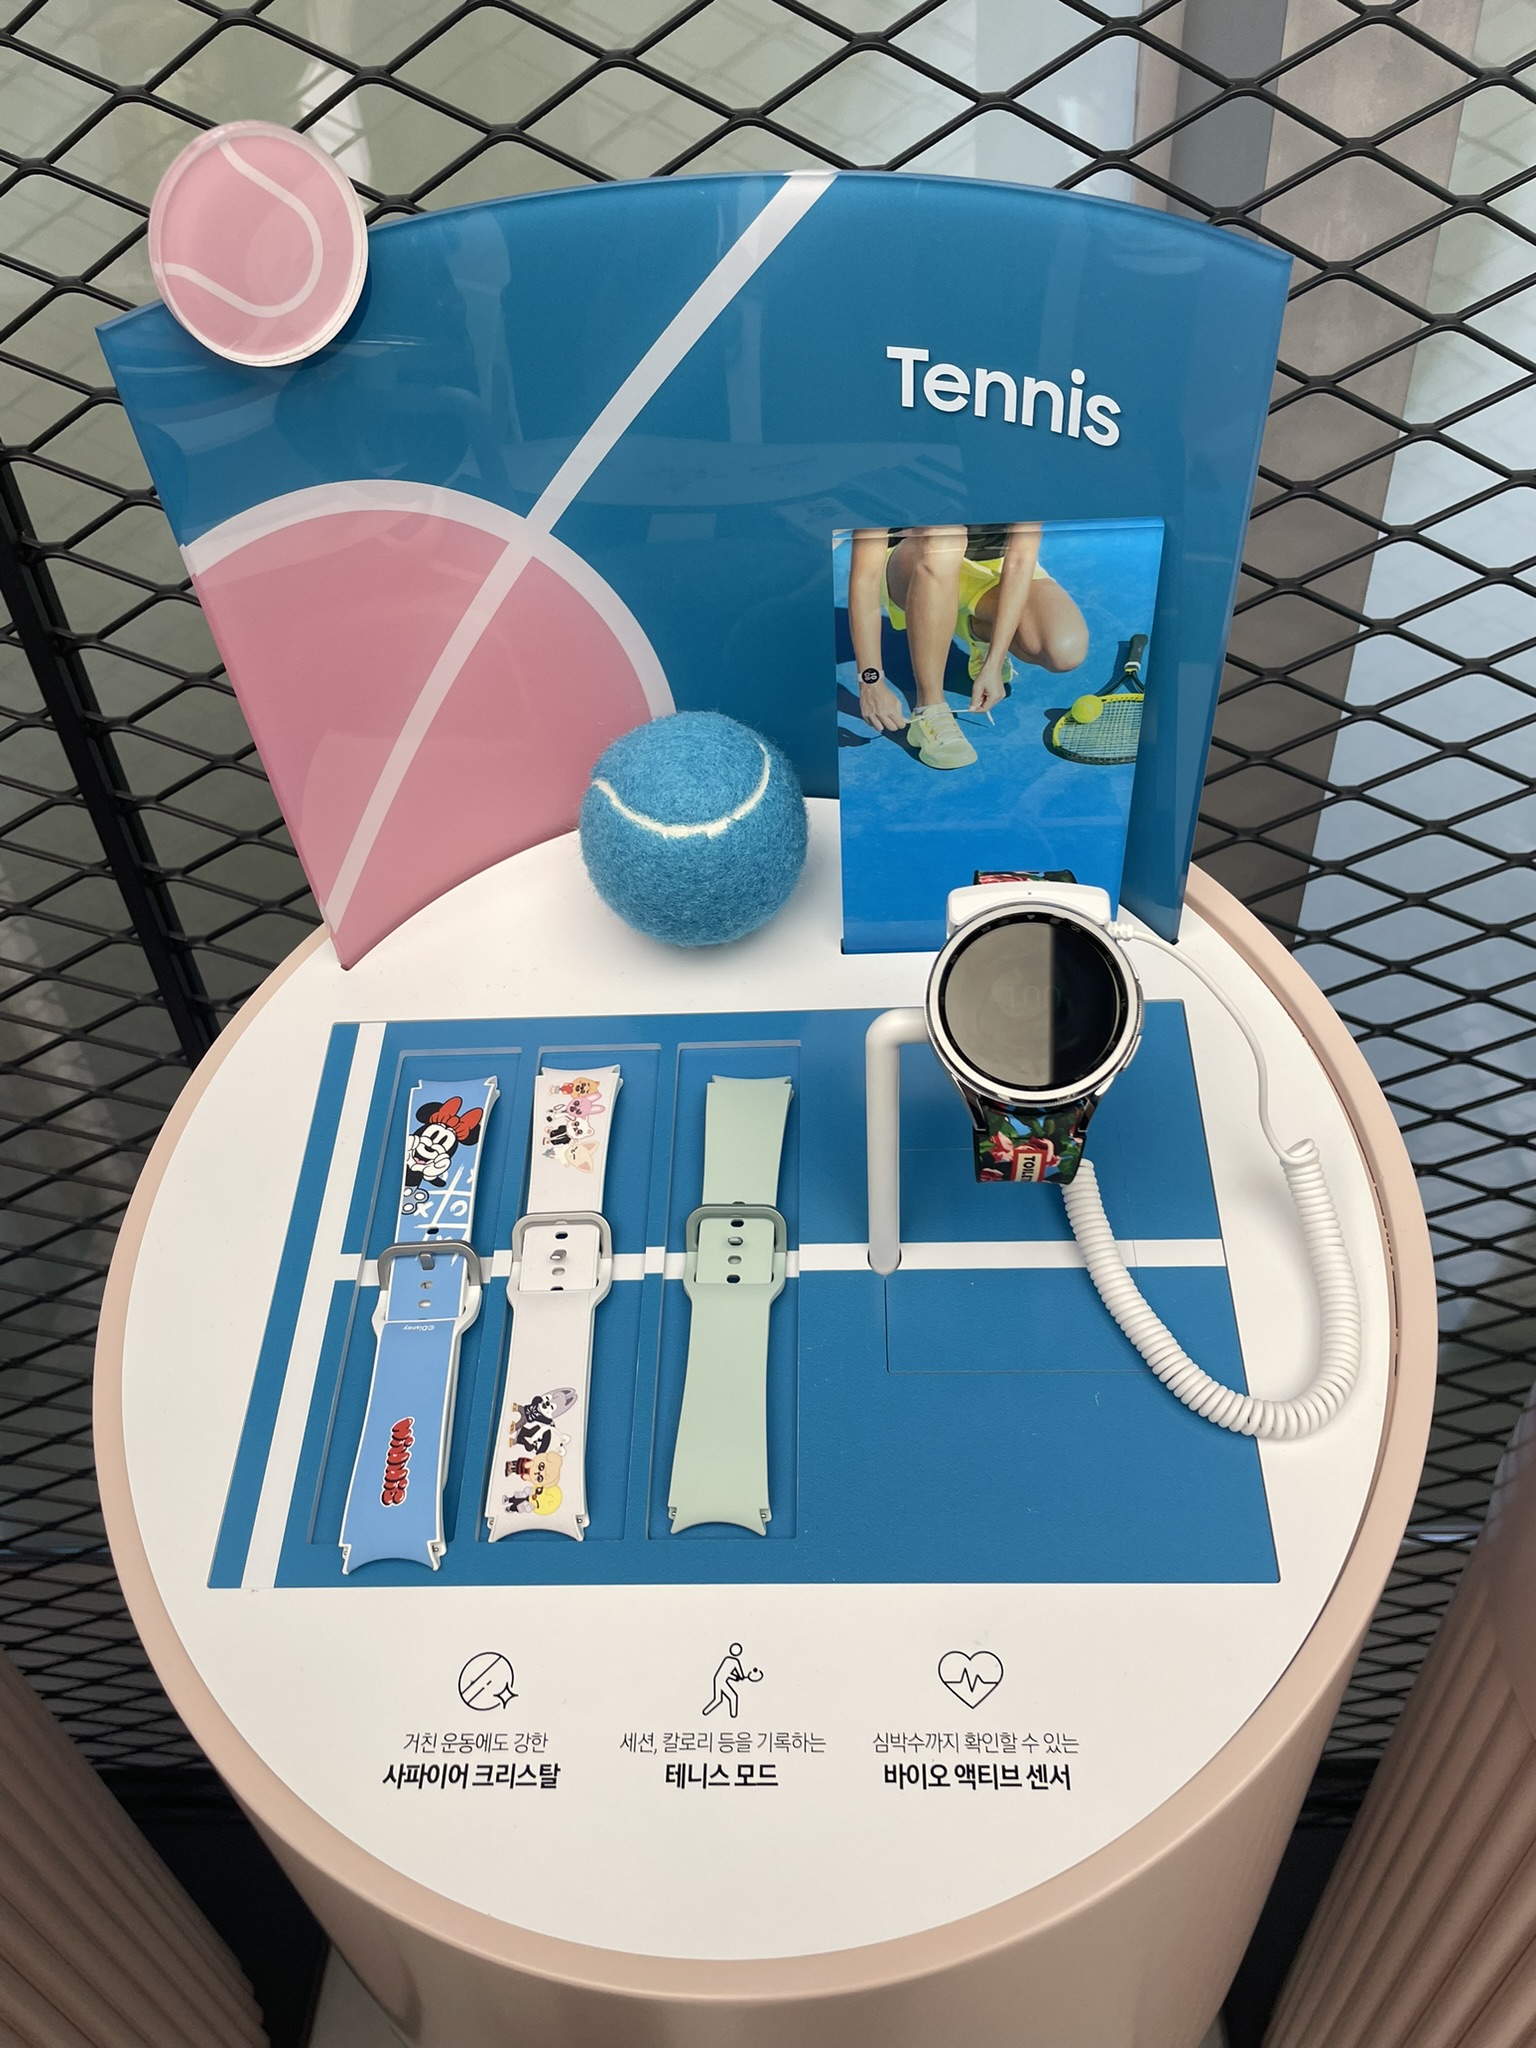 Tennis
©Disney
Minnie
거친 운동에도 강한
사파이어 크리스탈
세션, 칼로리 등을 기록하는
테니스 모드
심박수까지 확인할 수 있는
바이오 액티브 센서